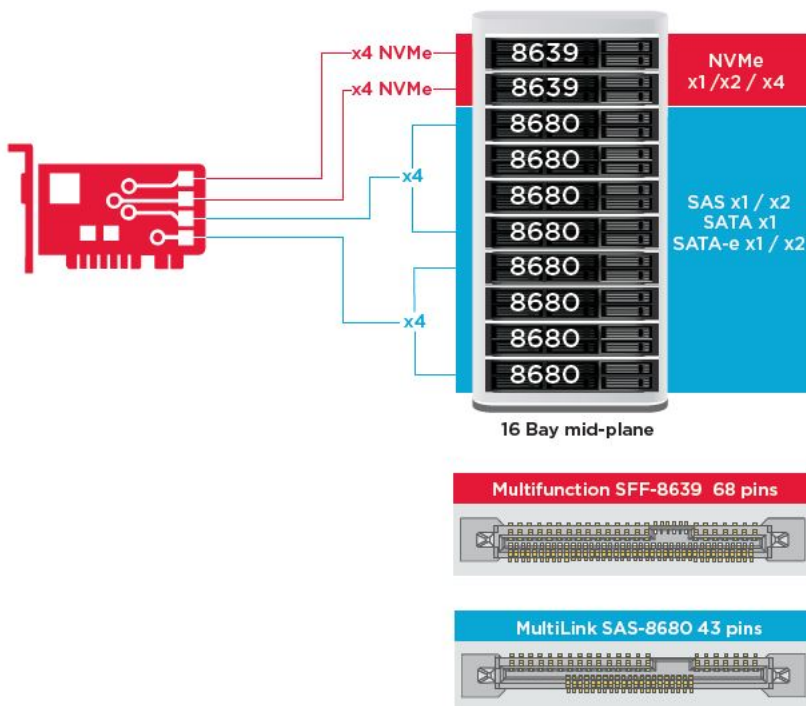 x4 NVMe
8639
NVMe
x1 /x2 / x4
x4 NVMe
8639
8680
8680
x4
8680
SAS x1 / x2
SATA x1
SATA-e x1 / x2
8680
8680
8680
x4
8680
8680
16 Bay mid-plane
Multifunction SFF-8639 68 pins
MultiLink SAS-8680 43 pins